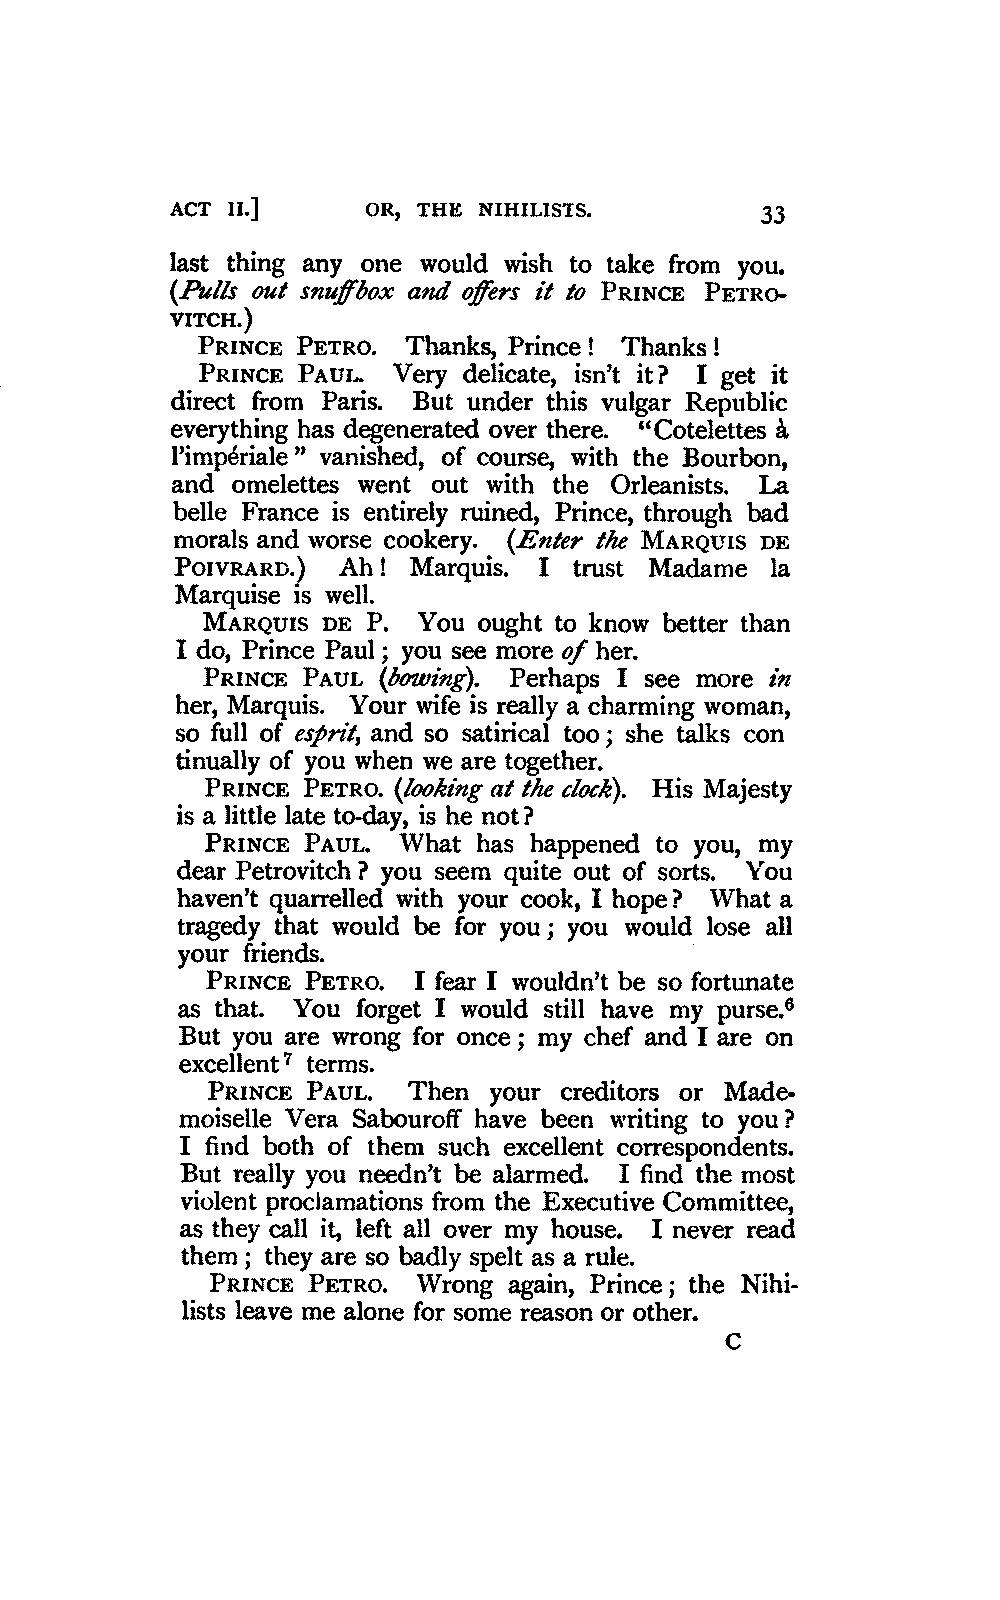 ACT II.] OR, THE NIHILISTS. 33
last thing any one would wish to take from you.
(Pulls out snuffbox and offers it to PRINCE PETRO-
VITCH.)
PRINCE PETRO. Thanks, Prince! Thanks!
PRINCE PAUL. Very delicate, isn't it? I get it
direct from Paris. But under this vulgar Republic
everything has degenerated over there. "Cotelettes à
l'impériale" vanished, of course, with the Bourbon,
and omelettes went out with the Orleanists. La
belle France is entirely ruined, Prince, through bad
morals and worse cookery. (Enter the MARQUIS DE
POIVRARD.) Ah! Marquis. I trust Madame la
Marquise is well.
MARQUIS DE P. You ought to know better than
I do, Prince Paul; you see more of her.
PRINCE PAUL (bowing). Perhaps I see more in
her, Marquis. Your wife is really a charming woman,
so full of esprit, and so satirical too; she talks con
tinually of you when we are together.
PRINCE PETRO. (looking at the clock). His Majesty
is a little late to-day, is he not?
PRINCE PAUL. What has happened to you, my
dear Petrovitch? you seem quite out of sorts. You
haven't quarrelled with your cook, I hope? What a
tragedy that would be for you; you would lose all
your friends.
PRINCE PETRO. I fear I wouldn't be so fortunate
as that. You forget I would still have my purse.⁶
But you are wrong for once; my chef and I are on
excellent⁷ terms.
PRINCE PAUL. Then your creditors or Made-
moiselle Vera Sabouroff have been writing to you?
I find both of them such excellent correspondents.
But really you needn't be alarmed. I find the most
violent proclamations from the Executive Committee,
as they call it, left all over my house. I never read
them; they are so badly spelt as a rule.
PRINCE PETRO. Wrong again, Prince; the Nihi-
lists leave me alone for some reason or other.
C